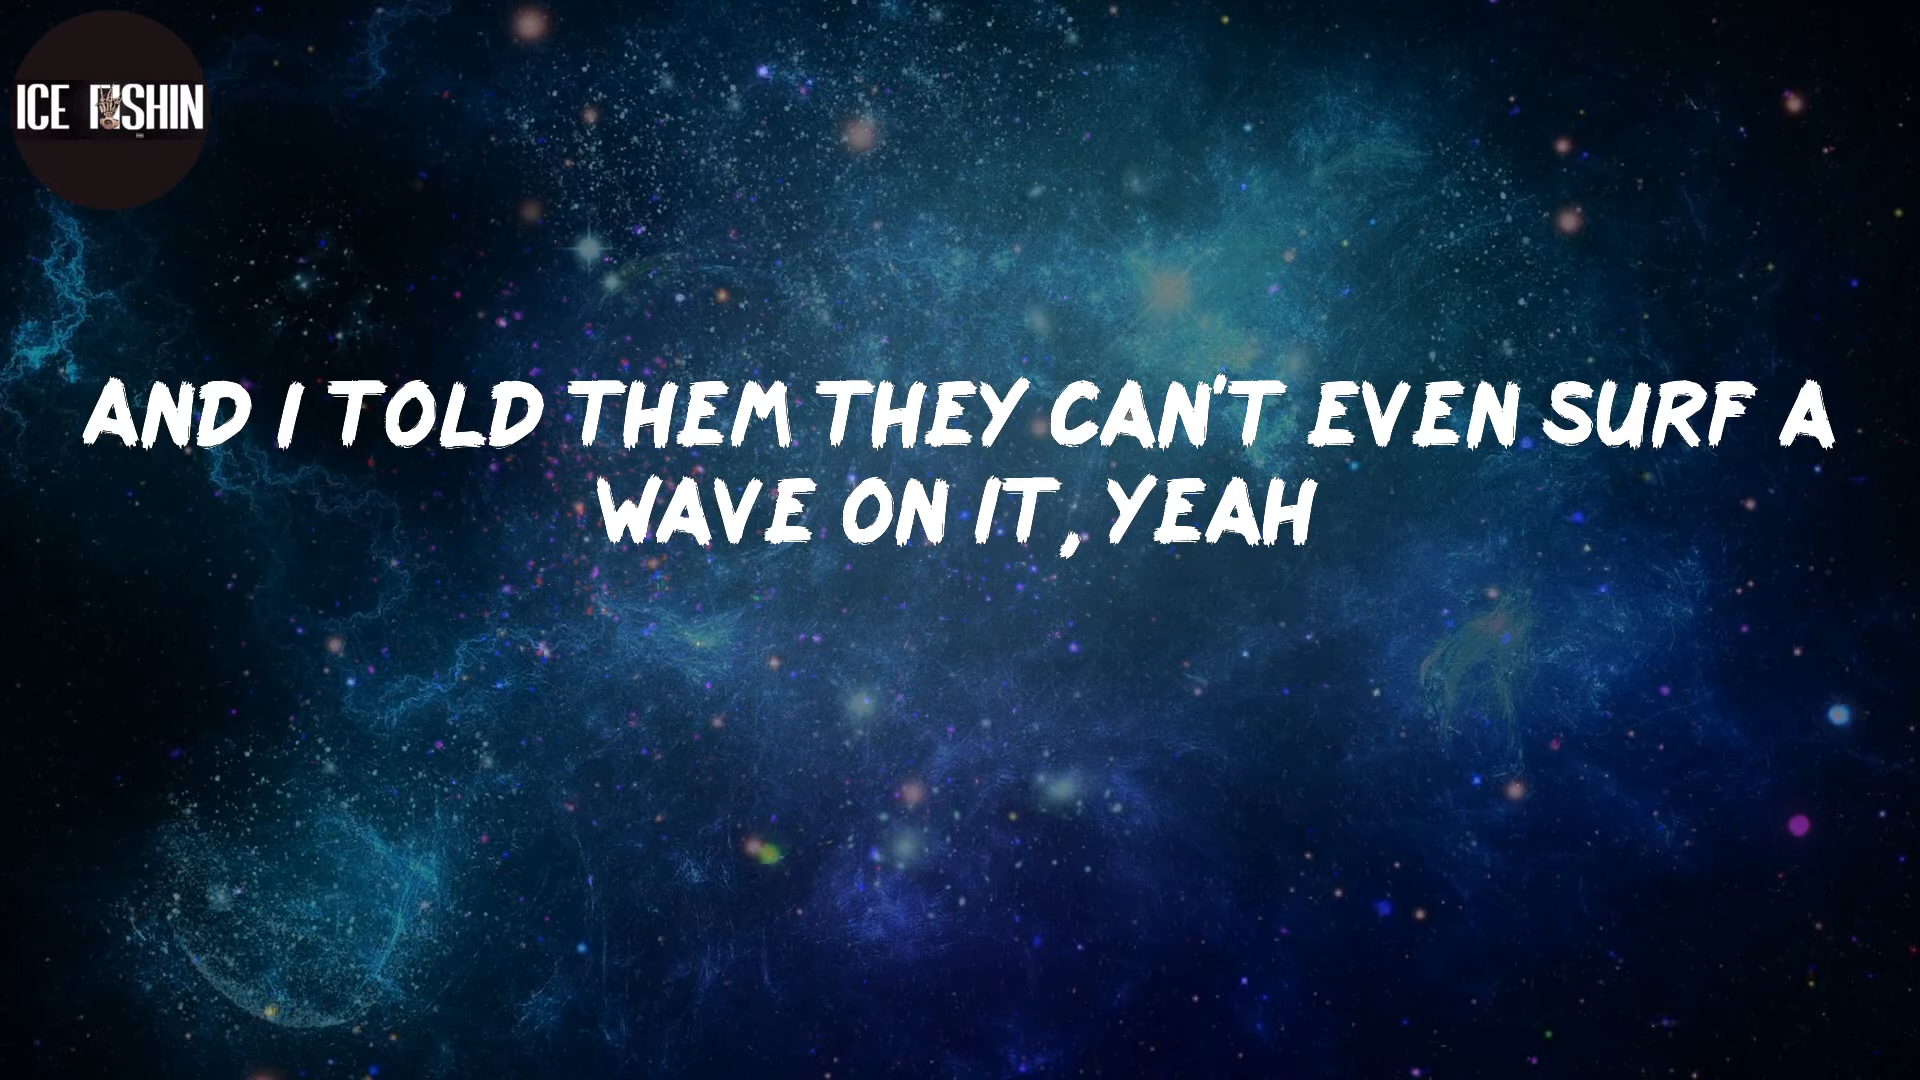 ICE FISHIN
AND I TOLD THEM THEY CAN'T EVEN SURF A
WAVE ON IT, YEAH